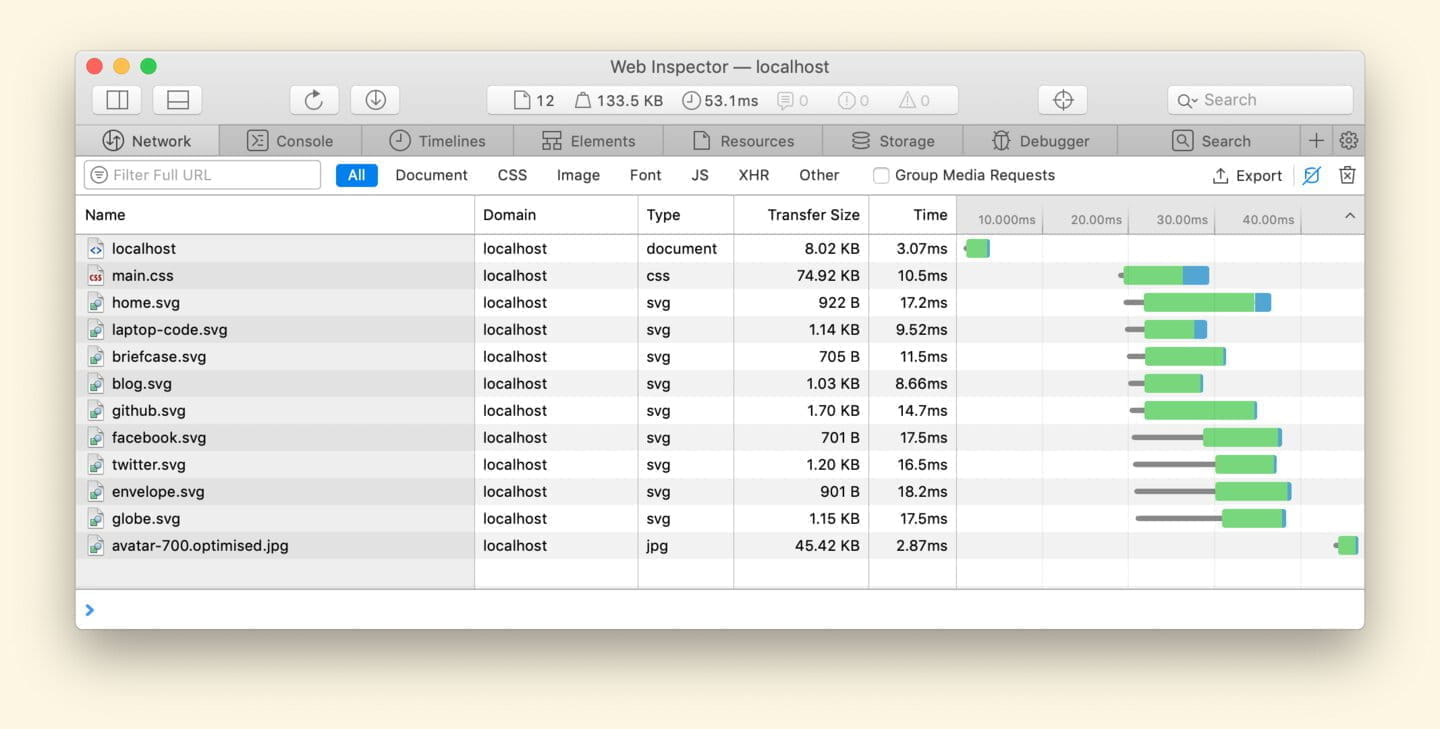 Web Inspector — localhost
12 133.5 KB 53.1ms 0 0 0 Search
Network Console Timelines Elements Resources Storage Debugger Search
Filter Full URL All Document CSS Image Font JS XHR Other Group Media Requests Export
Name Domain Type Transfer Size Time 10.000ms 20.00ms 30.00ms 40.00ms
localhost localhost document 8.02 KB 3.07ms
css main.css localhost css 74.92 KB 10.5ms
home.svg localhost svg 922 B 17.2ms
laptop-code.svg localhost svg 1.14 KB 9.52ms
briefcase.svg localhost svg 705 B 11.5ms
blog.svg localhost svg 1.03 KB 8.66ms
github.svg localhost svg 1.70 KB 14.7ms
facebook.svg localhost svg 701 B 17.5ms
twitter.svg localhost svg 1.20 KB 16.5ms
envelope.svg localhost svg 901 B 18.2ms
globe.svg localhost svg 1.15 KB 17.5ms
avatar-700.optimised.jpg localhost jpg 45.42 KB 2.87ms